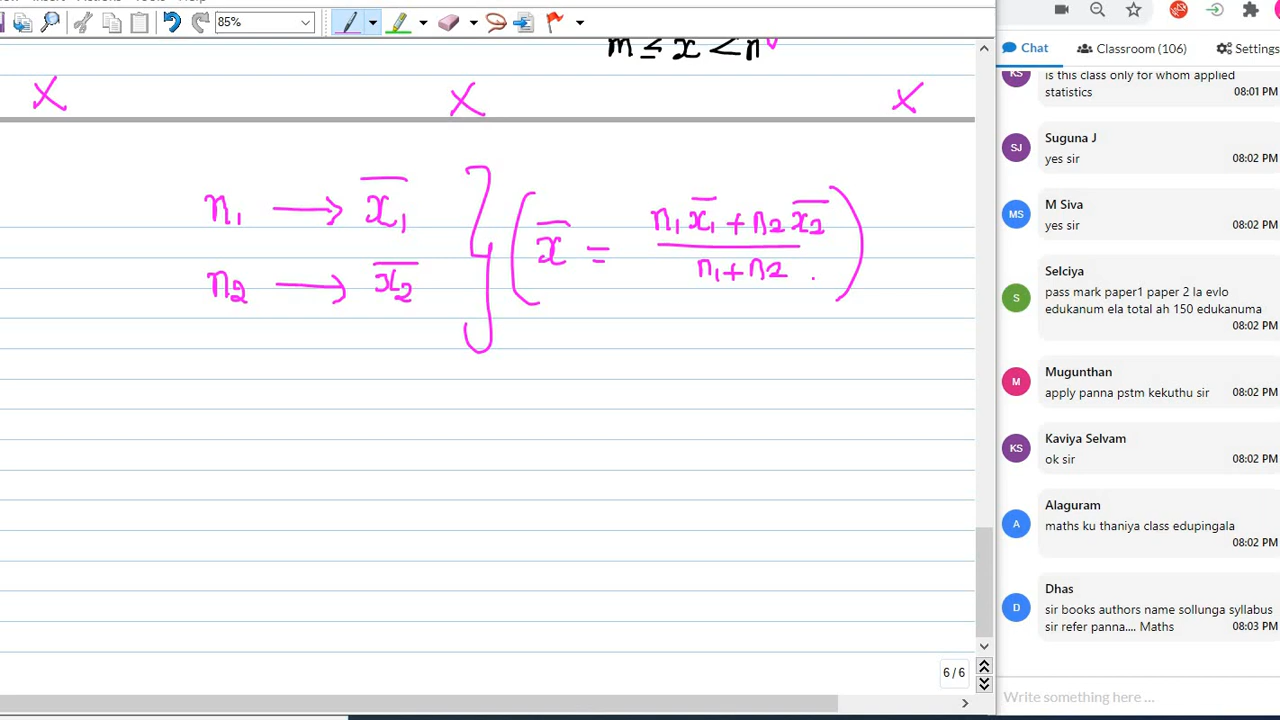 85%
m ≤ x < n
x x x
n₁ → x̄₁
n₂ → x̄₂
( x̄ = (n₁x̄₁ + n₂x̄₂) / (n₁ + n₂) )
6 / 6
Chat Classroom (106) Settings
KS
is this class only for whom applied
statistics 08:01 PM
SJ
Suguna J
yes sir 08:02 PM
MS
M Siva
yes sir 08:02 PM
S
Selciya
pass mark paper1 paper 2 la evlo
edukanum ela total ah 150 edukanuma
08:02 PM
M
Mugunthan
apply panna pstm kekuthu sir 08:02 PM
KS
Kaviya Selvam
ok sir 08:02 PM
A
Alaguram
maths ku thaniya class edupingala
08:02 PM
D
Dhas
sir books authors name sollunga syllabus
sir refer panna.... Maths 08:03 PM
Write something here ...